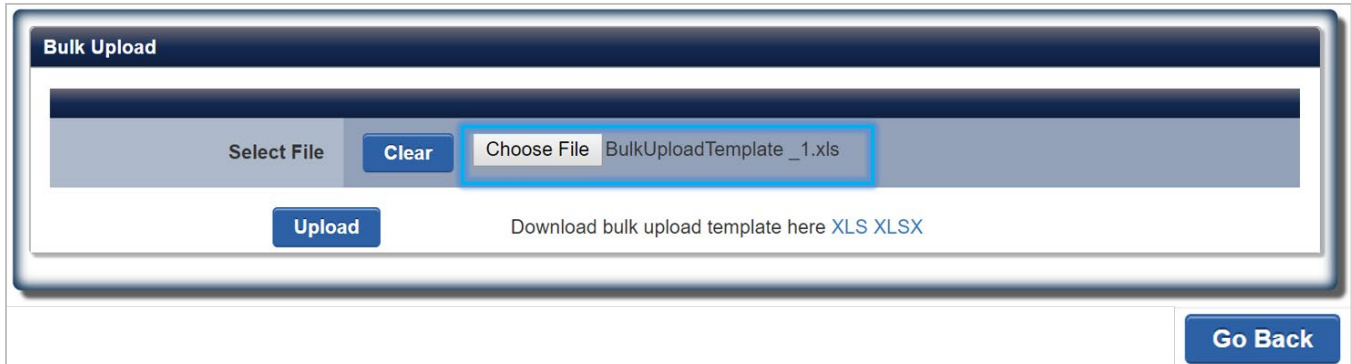 Bulk Upload
Select File Clear Choose File BulkUploadTemplate _1.xls
Upload Download bulk upload template here XLS XLSX
Go Back